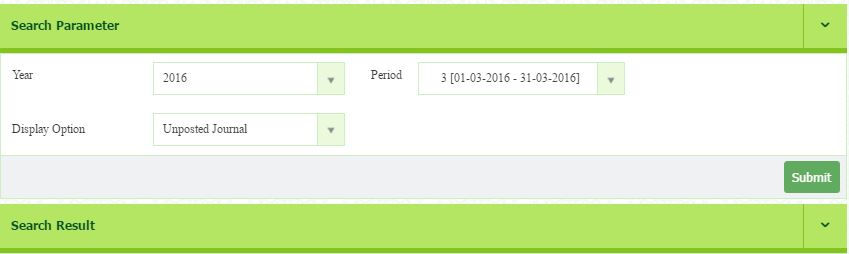 Search Parameter
Year 2016 Period 3 [01-03-2016 - 31-03-2016]
Display Option Unposted Journal
Submit
Search Result